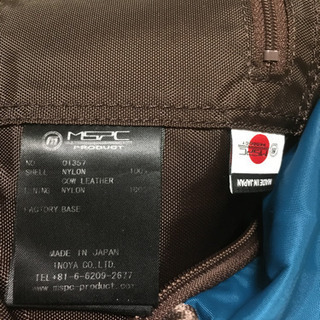 MSPC
PRODUCT
NO 01357
SHELL NYLON 100%
COW LEATHER
LINING NYLON 100%
FACTORY BASE
MADE IN JAPAN
INOYA CO.,LTD.
TEL +81-6-6209-2677
www.mspc-product.com
MADE IN JAPAN